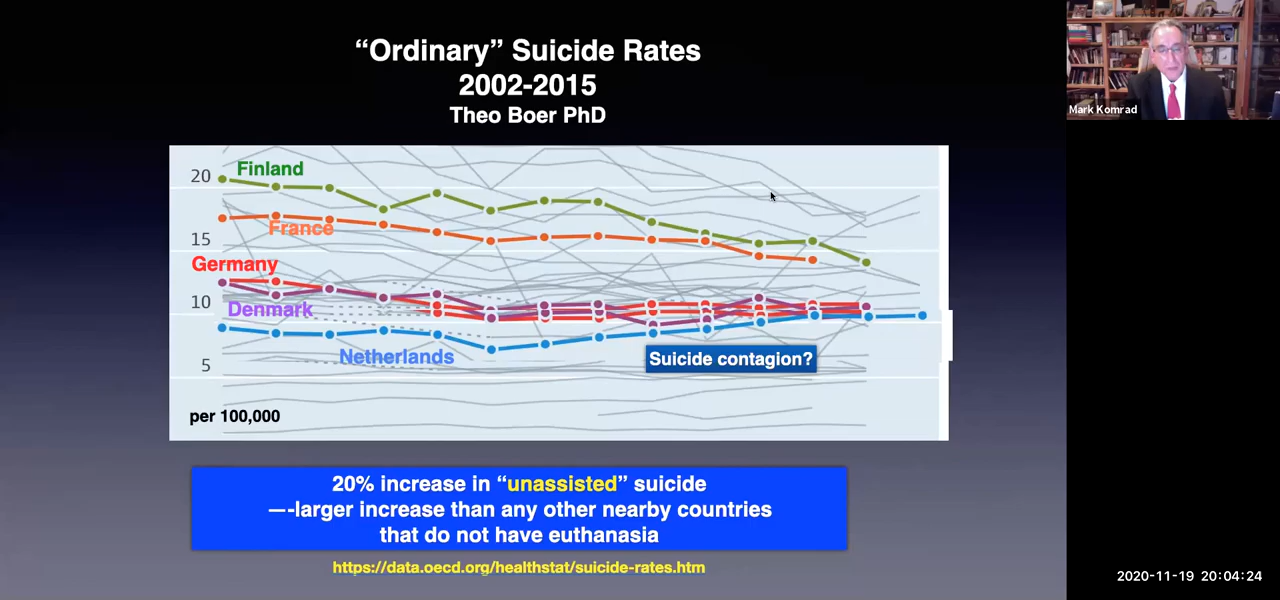 “Ordinary” Suicide Rates
2002-2015
Theo Boer PhD
Mark Komrad
20
Finland
France
15
Germany
10
Denmark
Netherlands
Suicide contagion?
5
per 100,000
20% increase in “unassisted” suicide
—-larger increase than any other nearby countries
that do not have euthanasia
https://data.oecd.org/healthstat/suicide-rates.htm
2020-11-19 20:04:24